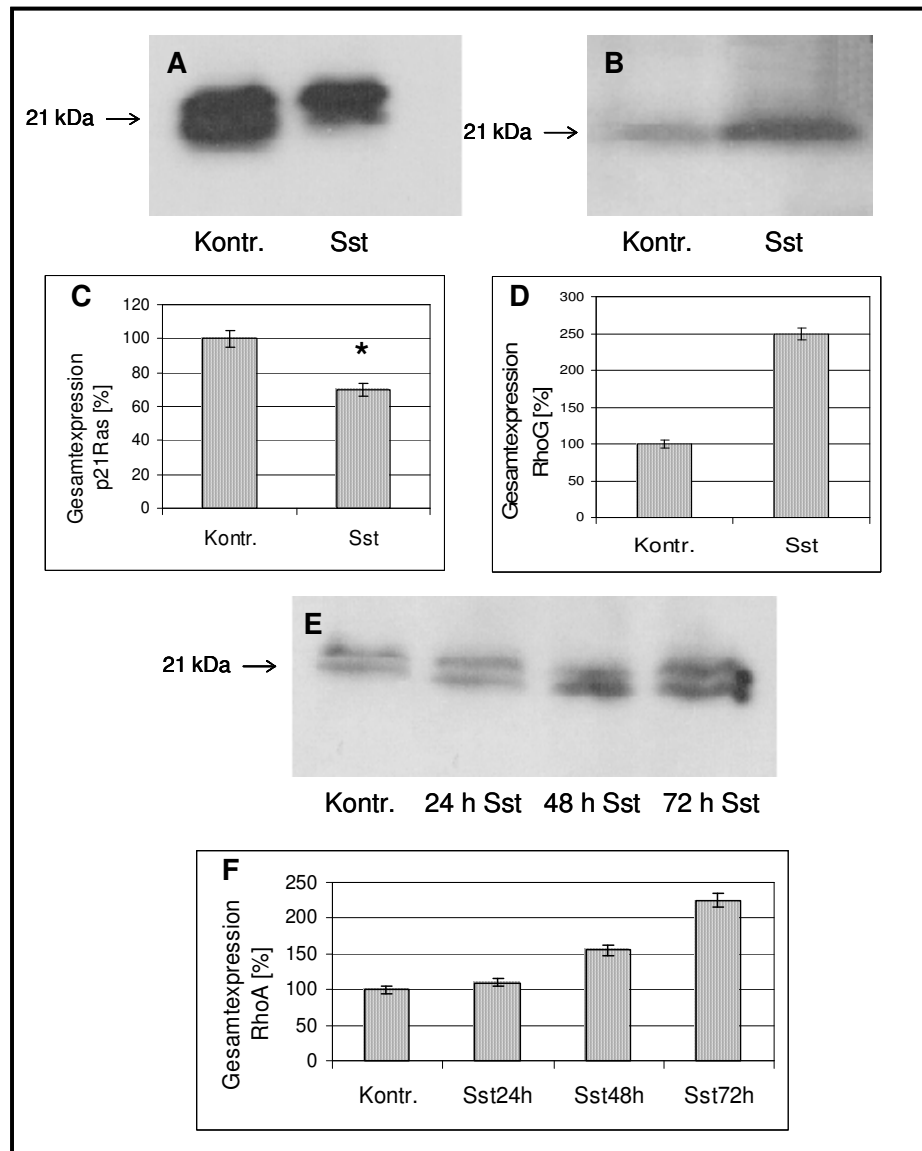 A
21 kDa →
Kontr. Sst
B
21 kDa →
Kontr. Sst
C
Gesamtexpression
p21Ras [%]
120
100
80
60
40
20
0
*
Kontr. Sst
D
Gesamtexpression
RhoG [%]
300
250
200
150
100
50
0
Kontr. Sst
E
21 kDa →
Kontr. 24 h Sst 48 h Sst 72 h Sst
F
Gesamtexpression
RhoA [%]
250
200
150
100
50
0
Kontr. Sst24h Sst48h Sst72h